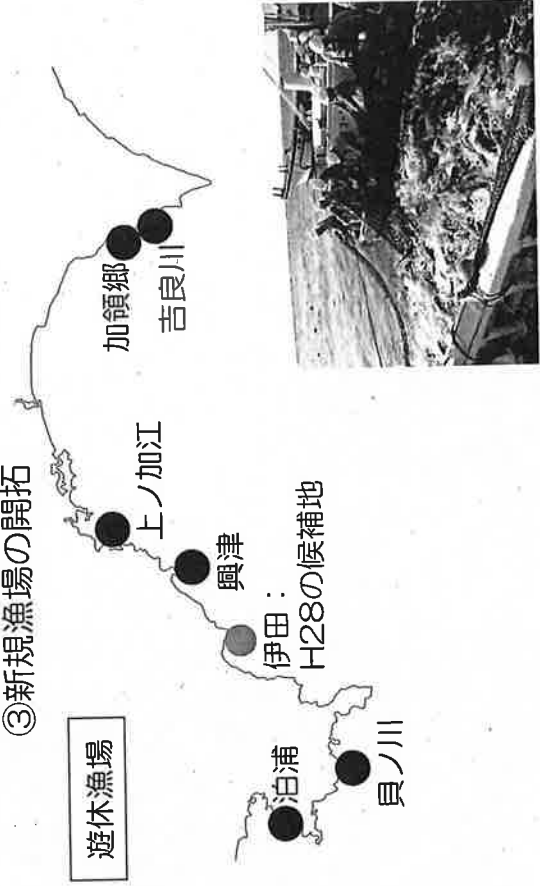 ③新規漁場の開拓
遊休漁場
加領郷
吉良川
上ノ加江
興津
伊田：
H28の候補地
泊浦
貝ノ川